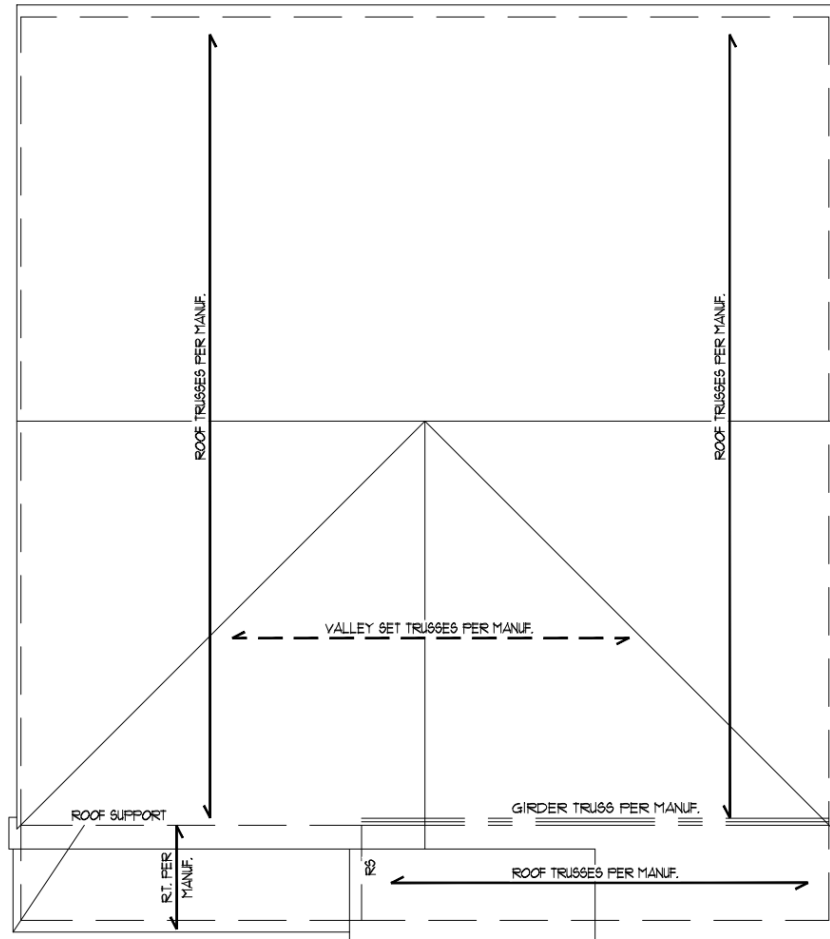 ROOF TRUSSES PER MANUF.
ROOF TRUSSES PER MANUF.
VALLEY SET TRUSSES PER MANUF.
GIRDER TRUSS PER MANUF.
ROOF SUPPORT
R.T. PER
MANUF.
RS
ROOF TRUSSES PER MANUF.